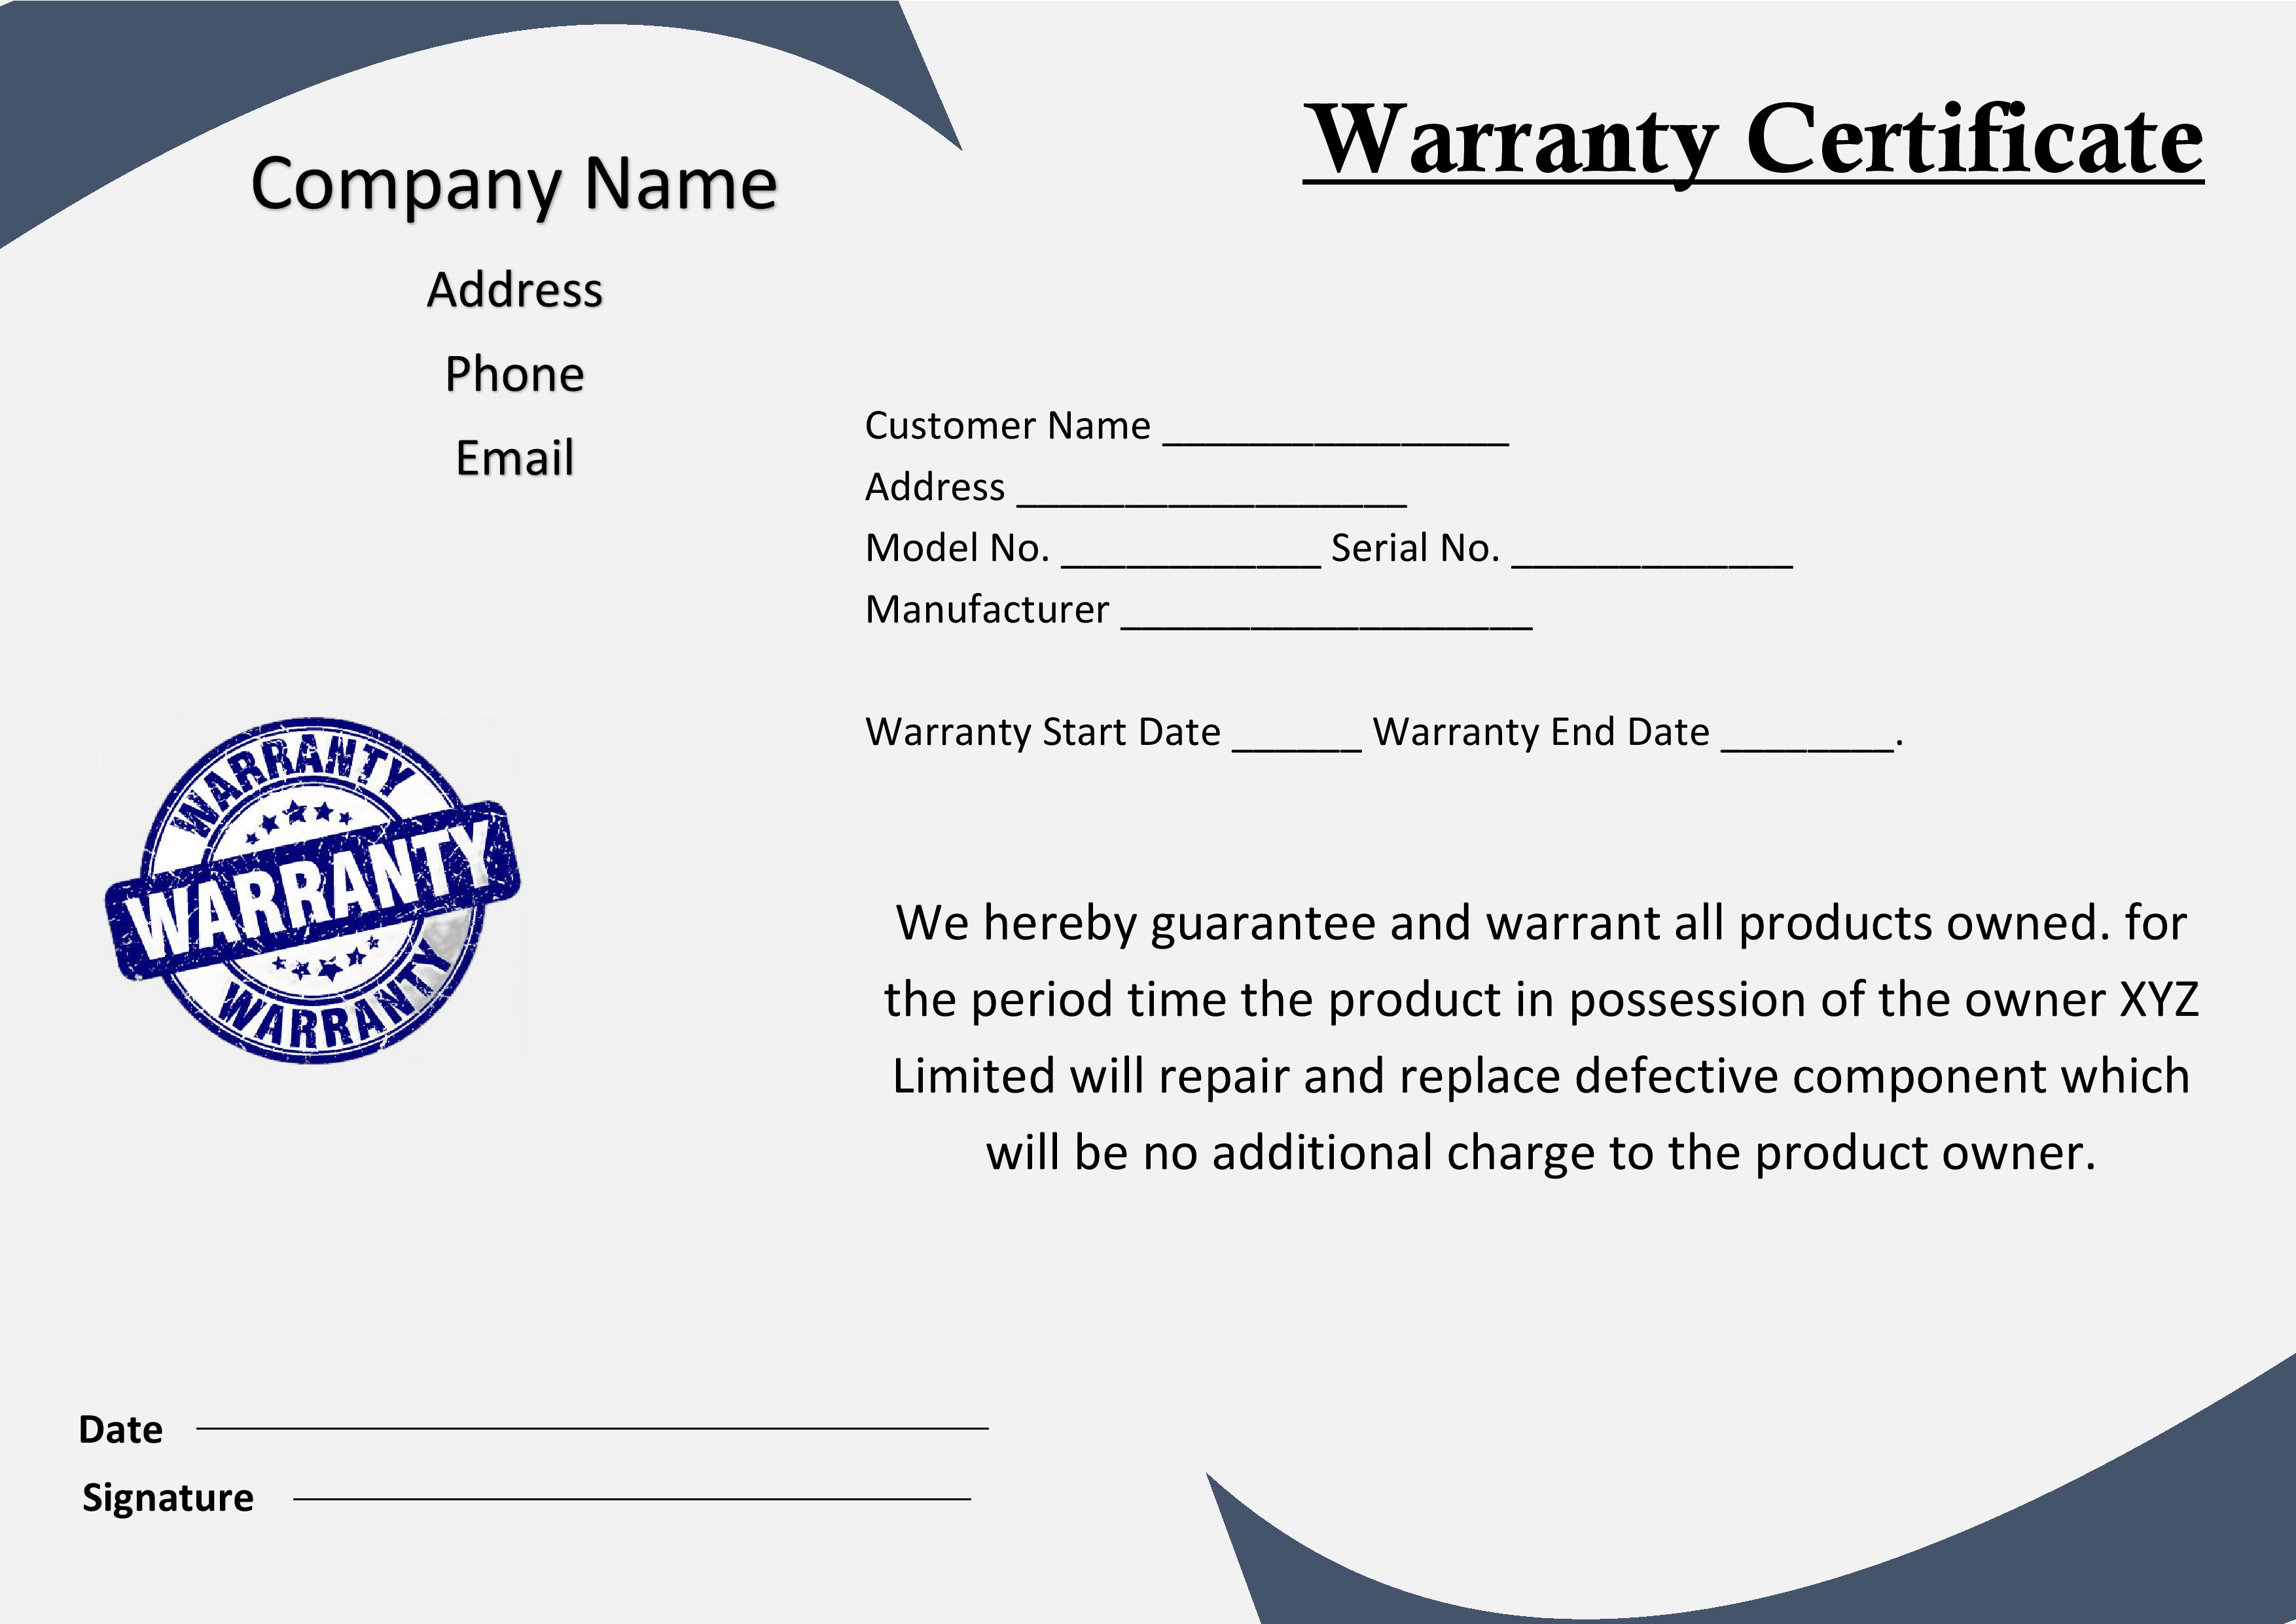 Warranty Certificate
Company Name
Address
Phone
Email
Customer Name ________________
Address __________________
Model No. ____________ Serial No. _____________
Manufacturer ___________________
Warranty Start Date ______ Warranty End Date ________.
WARRANTY
WARRANTY
WARRANTY
We hereby guarantee and warrant all products owned. for
the period time the product in possession of the owner XYZ
Limited will repair and replace defective component which
will be no additional charge to the product owner.
Date
Signature